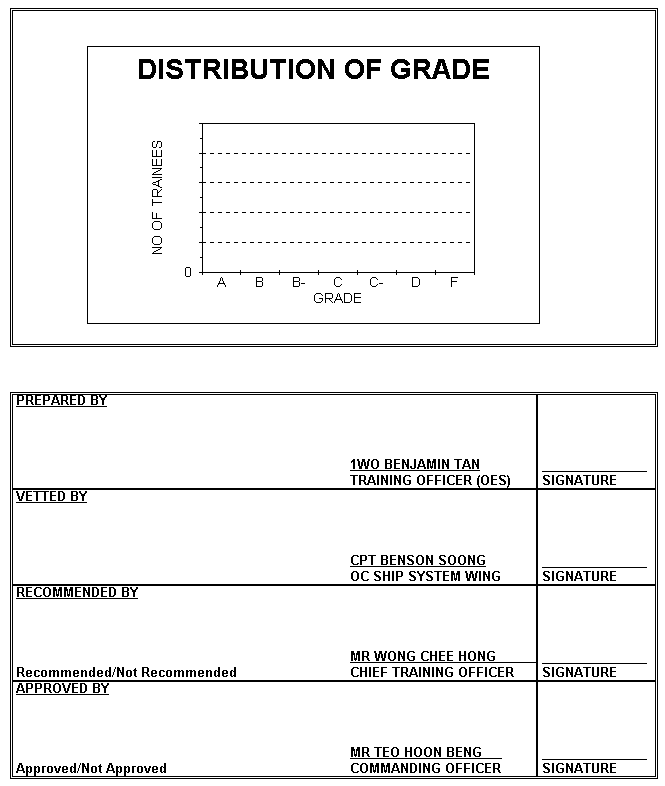 DISTRIBUTION OF GRADE
NO OF TRAINEES
0
A B B- C C- D F
GRADE
PREPARED BY
1WO BENJAMIN TAN
TRAINING OFFICER (OES) SIGNATURE
VETTED BY
CPT BENSON SOONG
OC SHIP SYSTEM WING SIGNATURE
RECOMMENDED BY
MR WONG CHEE HONG
Recommended/Not Recommended CHIEF TRAINING OFFICER SIGNATURE
APPROVED BY
MR TEO HOON BENG
Approved/Not Approved COMMANDING OFFICER SIGNATURE